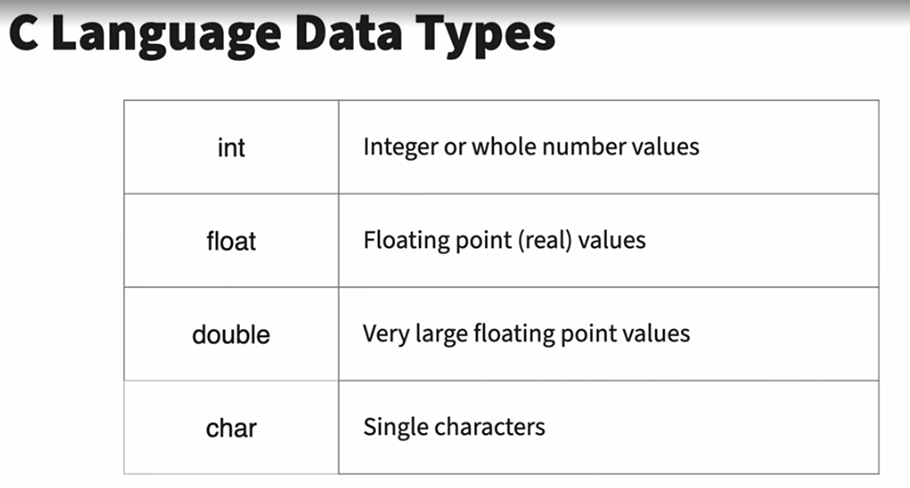 C Language Data Types
int
Integer or whole number values
float
Floating point (real) values
double
Very large floating point values
char
Single characters